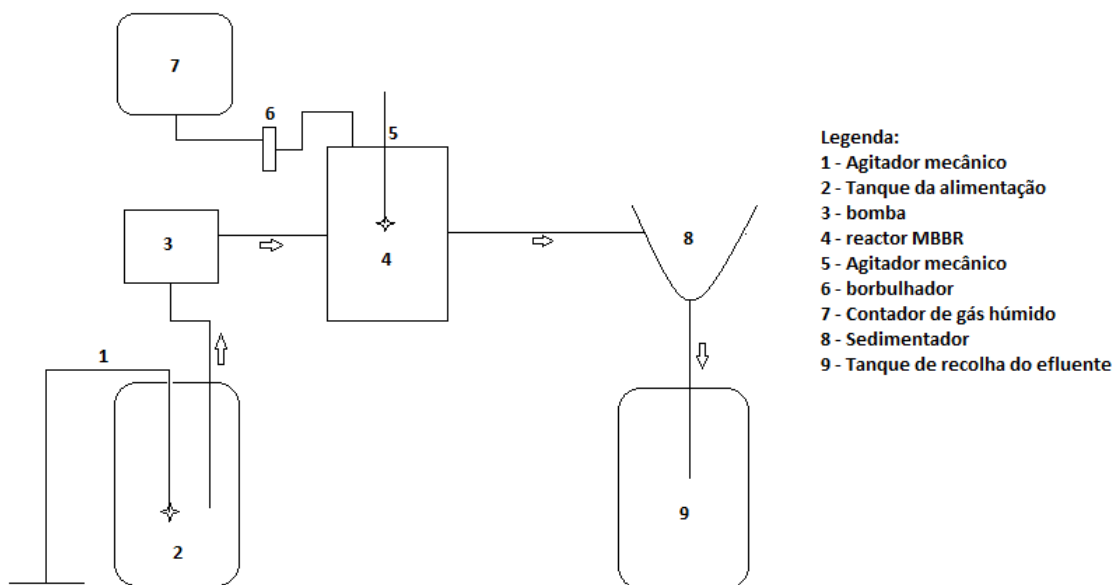 7
6
5
3
4
8
1
2
9
Legenda:
1 - Agitador mecânico
2 - Tanque da alimentação
3 - bomba
4 - reactor MBBR
5 - Agitador mecânico
6 - borbulhador
7 - Contador de gás húmido
8 - Sedimentador
9 - Tanque de recolha do efluente